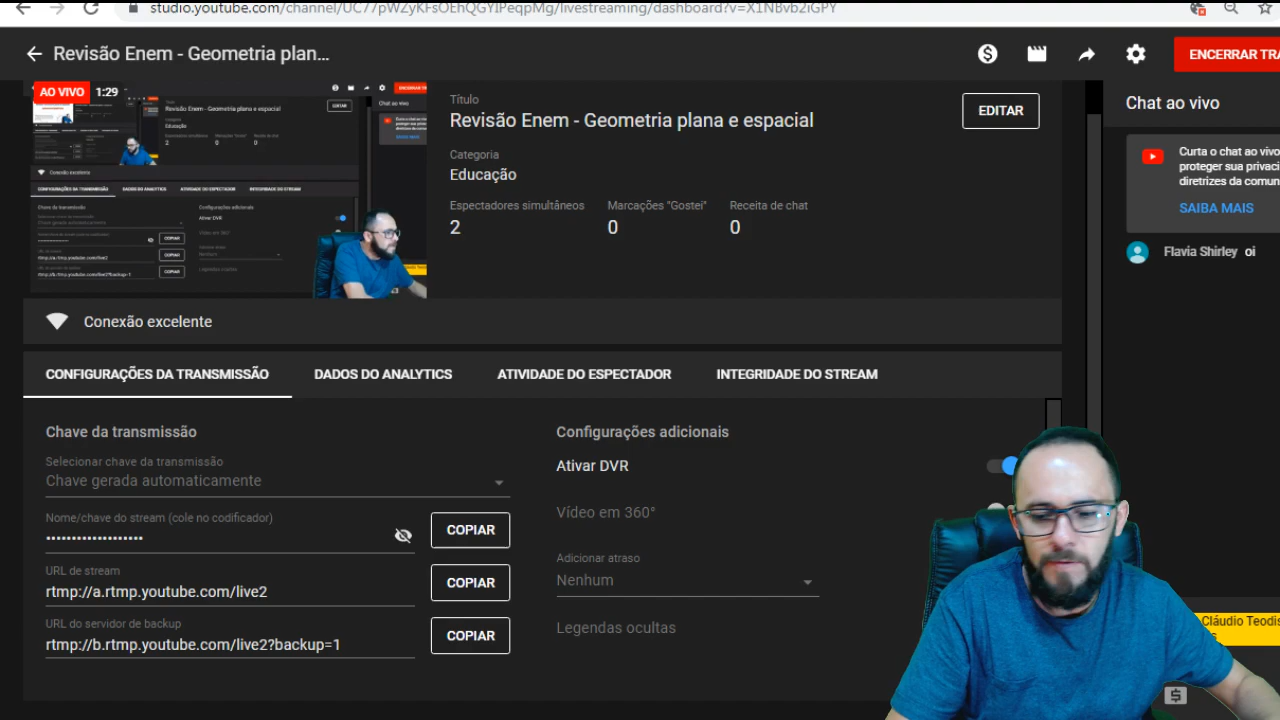 studio.youtube.com/channel/UC77pWZyKFsOEhQGYIPeqpMg/livestreaming/dashboard?v=X1NBvb2iGPY
Revisão Enem - Geometria plan...
ENCERRAR TRA
AO VIVO 1:29
Título
Revisão Enem - Geometria plana e espacial
EDITAR
Categoria
Educação
Espectadores simultâneos
Marcações "Gostei"
Receita de chat
2
0
0
Chat ao vivo
Curta o chat ao vivo
proteger sua privaci
diretrizes da comun
SAIBA MAIS
Flavia Shirley oi
Conexão excelente
CONFIGURAÇÕES DA TRANSMISSÃO
DADOS DO ANALYTICS
ATIVIDADE DO ESPECTADOR
INTEGRIDADE DO STREAM
Chave da transmissão
Selecionar chave da transmissão
Chave gerada automaticamente
Nome/chave do stream (cole no codificador)
•••••••••••••••••••
COPIAR
URL de stream
rtmp://a.rtmp.youtube.com/live2
COPIAR
URL do servidor de backup
rtmp://b.rtmp.youtube.com/live2?backup=1
COPIAR
Configurações adicionais
Ativar DVR
Vídeo em 360°
Adicionar atraso
Nenhum
Legendas ocultas
Cláudio Teodis